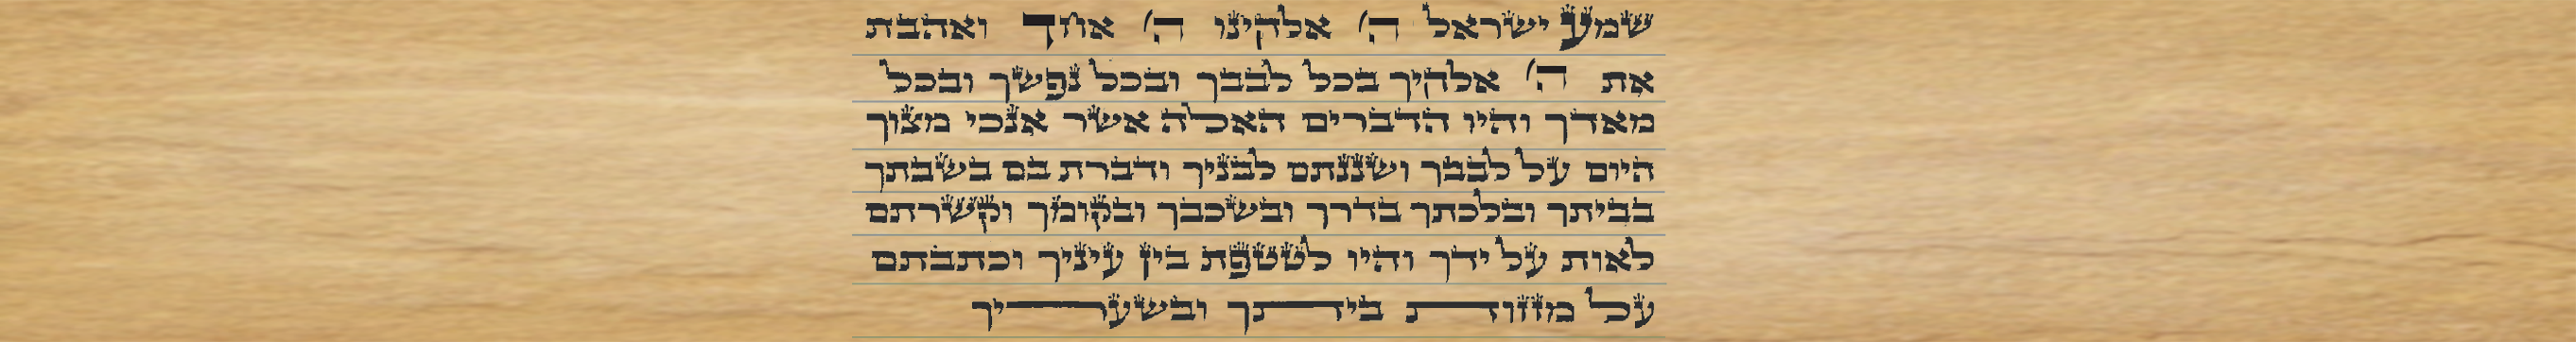 שמע ישראל ה' אלקינו ה' אחד ואהבת
את ה' אלקיך בכל לבבך ובכל נפשך ובכל
מאדך והיו הדברים האלה אשר אנכי מצוך
היום על לבבך ושננתם לבניך ודברת בם בשבתך
בביתך ובלכתך בדרך ובשכבך ובקומך וקשרתם
לאות על ידך והיו לטטפת בין עיניך וכתבתם
על מזוזות ביתך ובשעריך